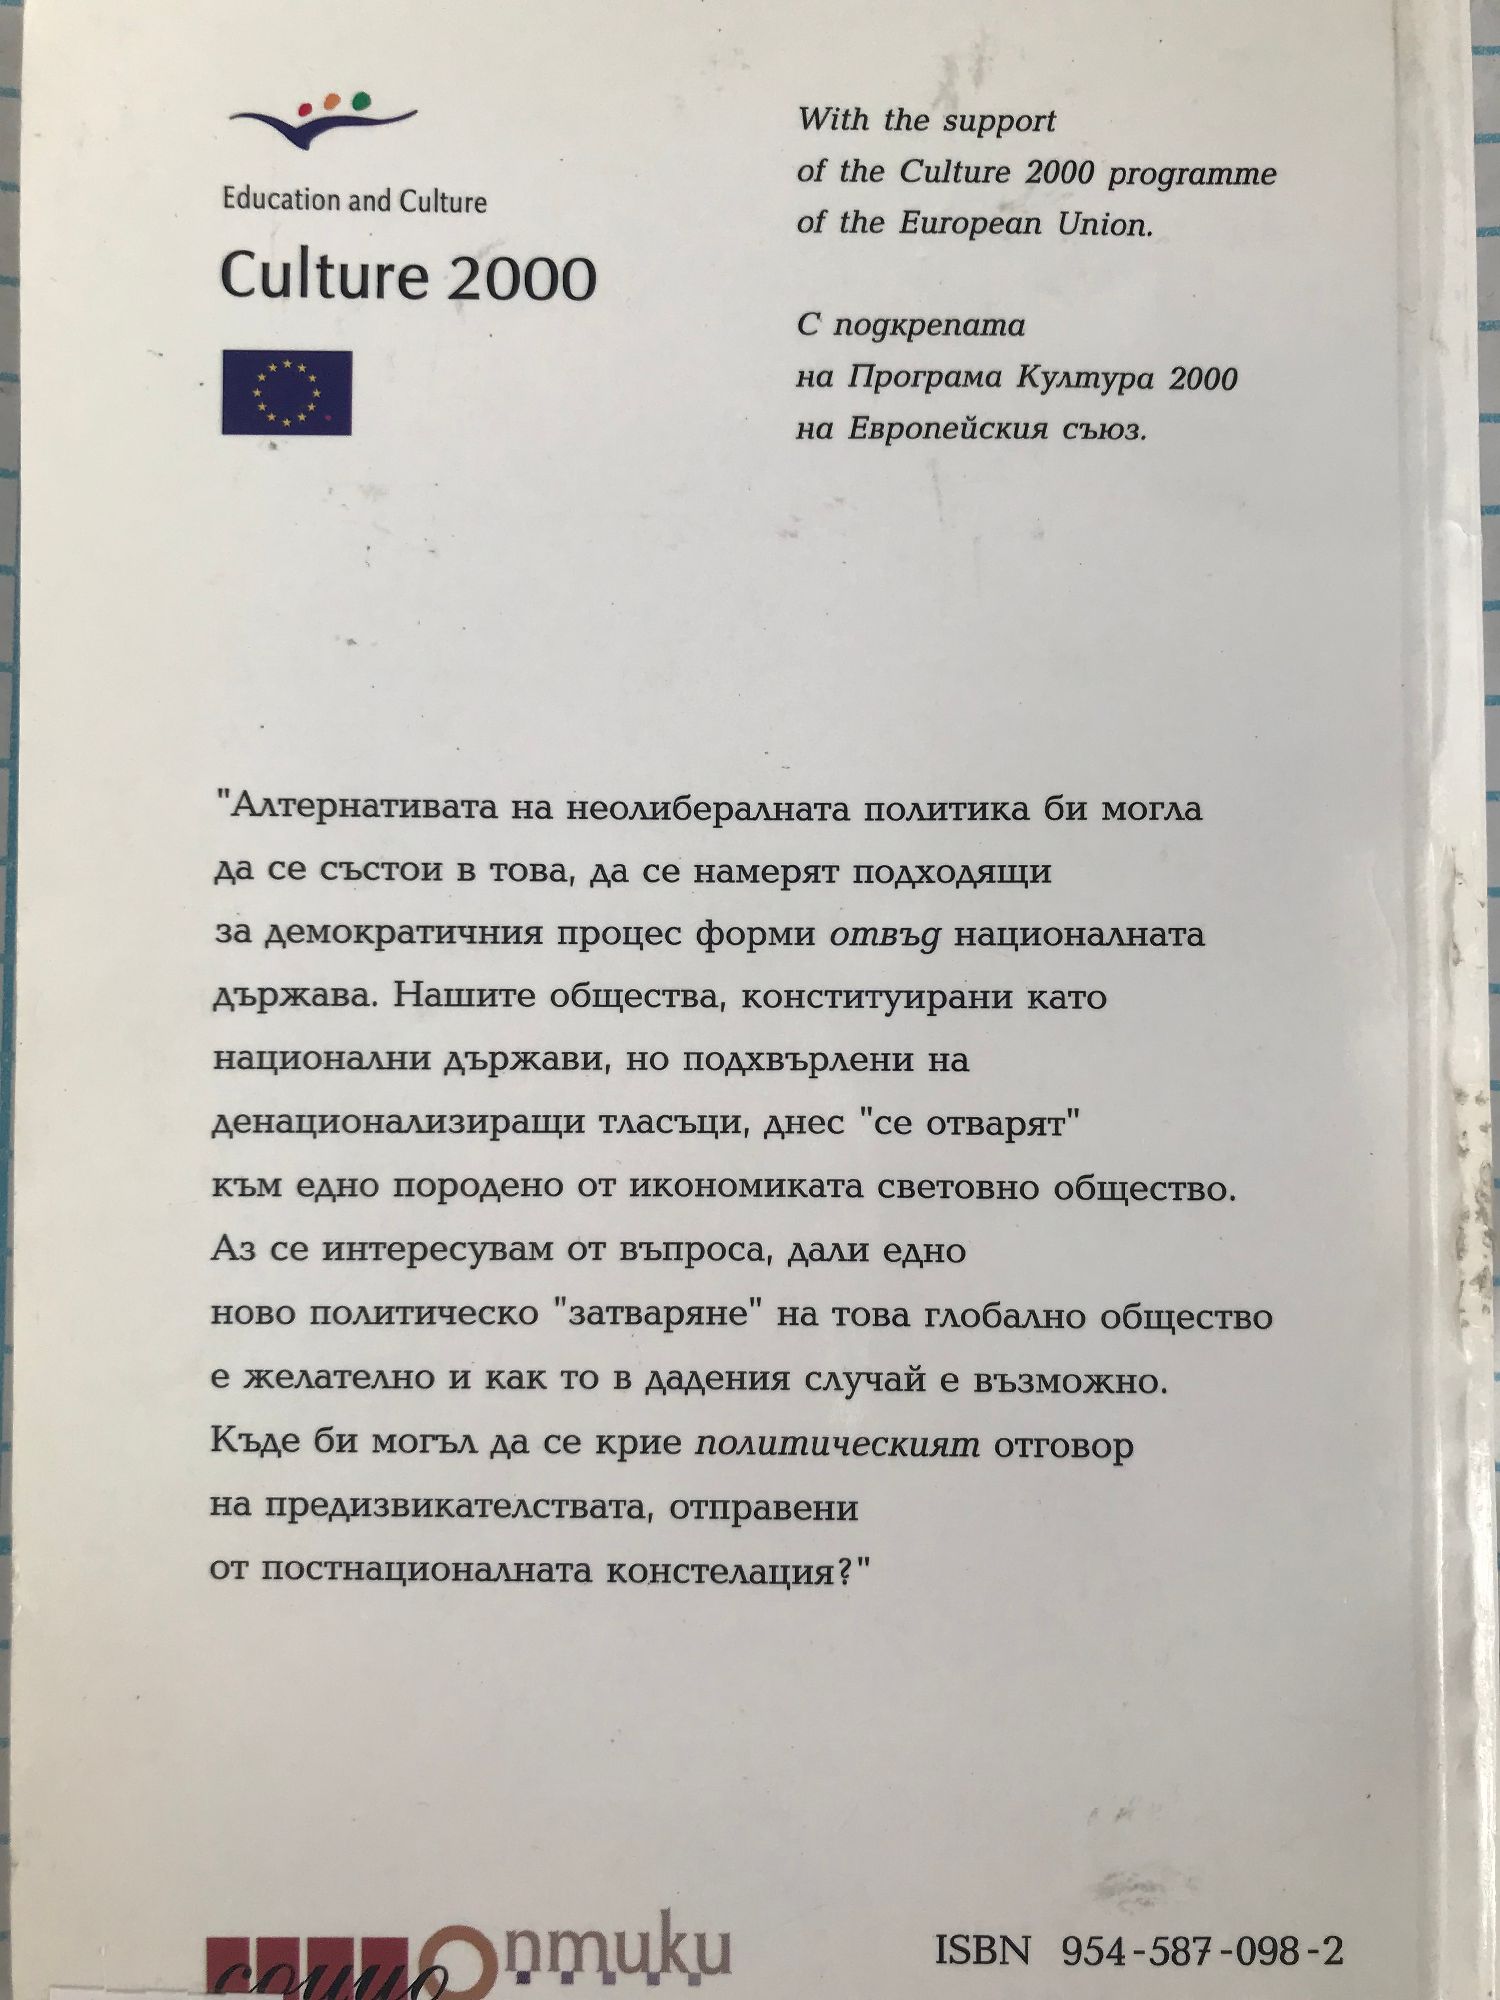 Education and Culture
Culture 2000
With the support
of the Culture 2000 programme
of the European Union.
С подкрепата
на Програма Култура 2000
на Европейския съюз.
"Алтернативата на неолибералната политика би могла
да се състои в това, да се намерят подходящи
за демократичния процес форми отвъд националната
държава. Нашите общества, конституирани като
национални държави, но подхвърлени на
денационализиращи тласъци, днес "се отварят"
към едно породено от икономиката световно общество.
Аз се интересувам от въпроса, дали едно
ново политическо "затваряне" на това глобално общество
е желателно и как то в дадения случай е възможно.
Къде би могъл да се крие политическият отговор
на предизвикателствата, отправени
от постнационалната констелация?"
социо Оптики
ISBN 954-587-098-2